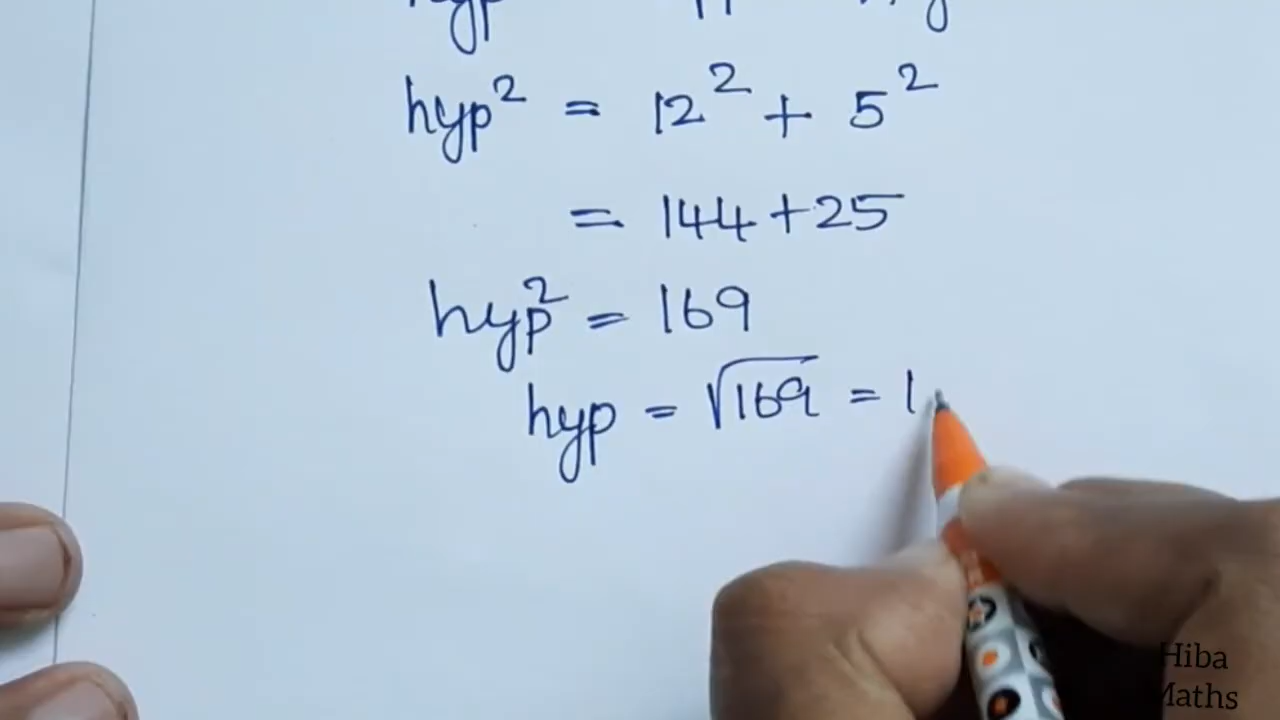 hyp² = 12² + 5²
= 144 + 25
hyp² = 169
hyp = √169 = 1
Hiba
Maths